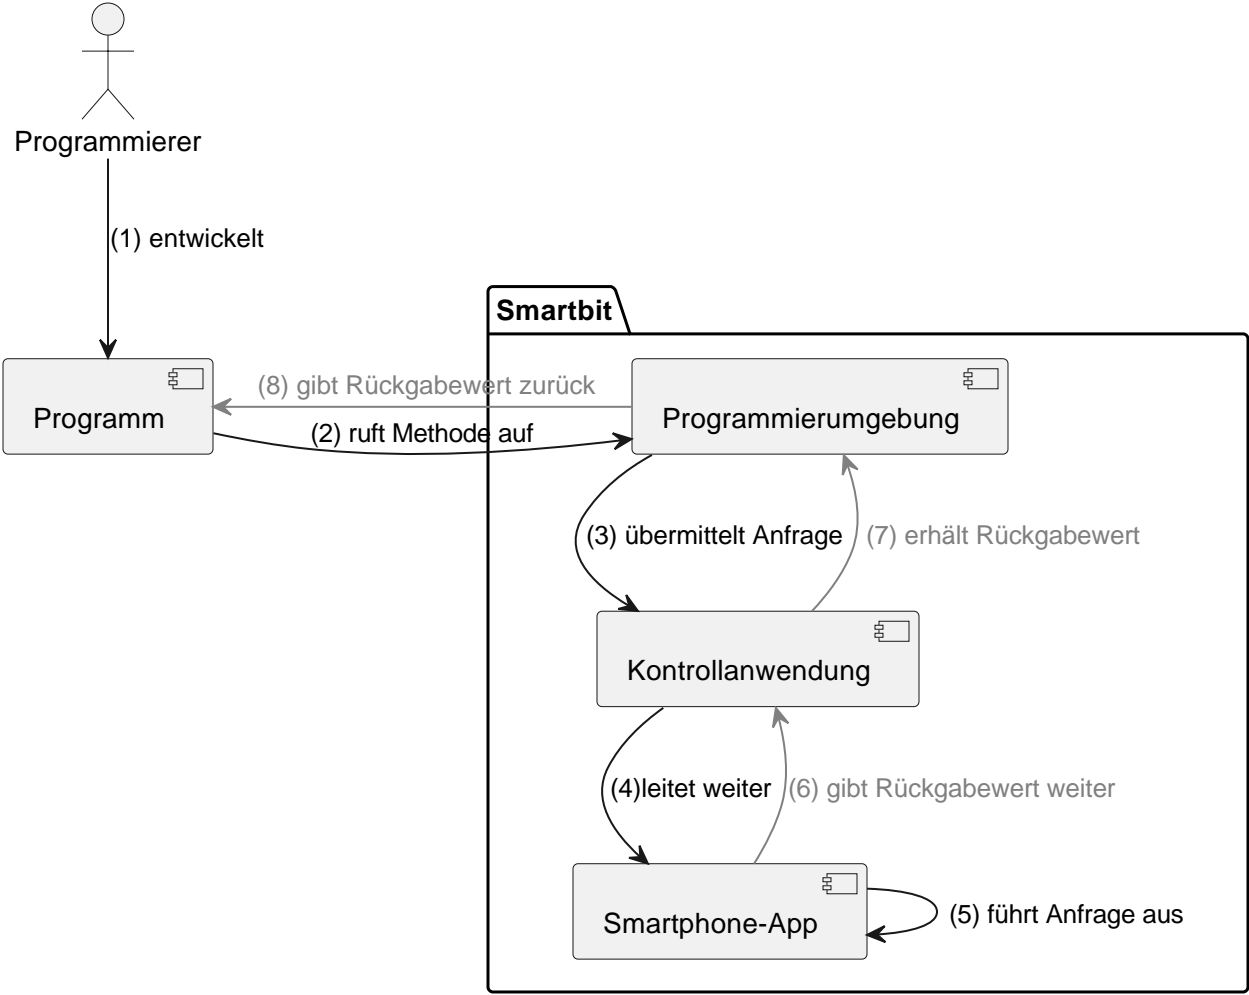 Programmierer
(1) entwickelt
Smartbit
(8) gibt Rückgabewert zurück
Programm
Programmierumgebung
(2) ruft Methode auf
(3) übermittelt Anfrage
(7) erhält Rückgabewert
Kontrollanwendung
(4)leitet weiter
(6) gibt Rückgabewert weiter
Smartphone-App
(5) führt Anfrage aus